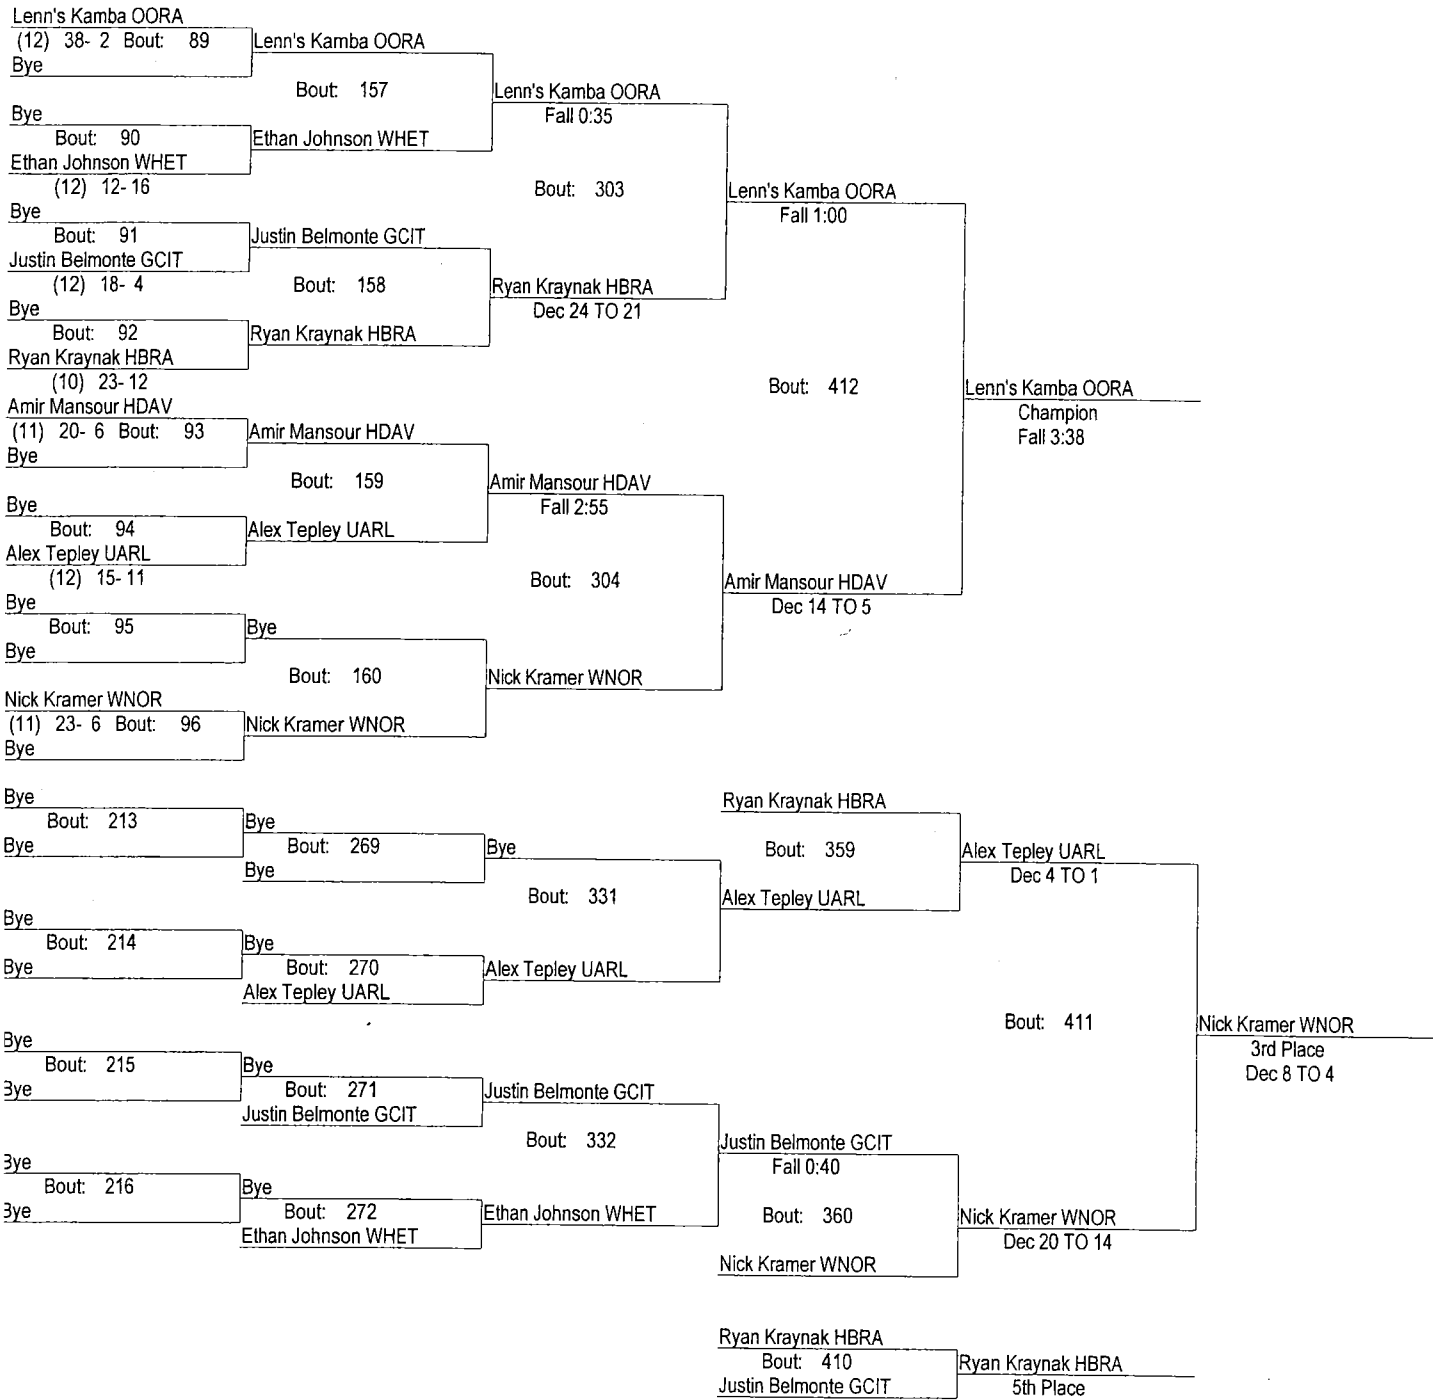 Lenn's Kamba OORA
(12) 38- 2 Bout: 89
Bye
Lenn's Kamba OORA
Bout: 157
Bye
Bout: 90
Ethan Johnson WHET
(12) 12- 16
Ethan Johnson WHET
Lenn's Kamba OORA
Fall 0:35
Bout: 303
Bye
Bout: 91
Justin Belmonte GCIT
(12) 18- 4
Justin Belmonte GCIT
Bout: 158
Bye
Bout: 92
Ryan Kraynak HBRA
(10) 23- 12
Ryan Kraynak HBRA
Ryan Kraynak HBRA
Dec 24 TO 21
Lenn's Kamba OORA
Fall 1:00
Bout: 412
Amir Mansour HDAV
(11) 20- 6 Bout: 93
Bye
Amir Mansour HDAV
Bout: 159
Bye
Bout: 94
Alex Tepley UARL
(12) 15- 11
Alex Tepley UARL
Amir Mansour HDAV
Fall 2:55
Bout: 304
Bye
Bout: 95
Bye
Bye
Bout: 160
Nick Kramer WNOR
(11) 23- 6 Bout: 96
Bye
Nick Kramer WNOR
Nick Kramer WNOR
Amir Mansour HDAV
Dec 14 TO 5
Lenn's Kamba OORA
Champion
Fall 3:38
Bye
Bout: 213
Bye
Bye
Bout: 269
Bye
Bye
Bout: 331
Bye
Bout: 214
Bye
Bye
Bout: 270
Alex Tepley UARL
Alex Tepley UARL
Ryan Kraynak HBRA
Bout: 359
Alex Tepley UARL
Alex Tepley UARL
Dec 4 TO 1
Bout: 411
Bye
Bout: 215
Bye
Bye
Bout: 271
Justin Belmonte GCIT
Justin Belmonte GCIT
Bout: 332
Bye
Bout: 216
Bye
Bye
Bout: 272
Ethan Johnson WHET
Ethan Johnson WHET
Justin Belmonte GCIT
Fall 0:40
Bout: 360
Nick Kramer WNOR
Nick Kramer WNOR
Dec 20 TO 14
Nick Kramer WNOR
3rd Place
Dec 8 TO 4
Ryan Kraynak HBRA
Bout: 410
Justin Belmonte GCIT
Ryan Kraynak HBRA
5th Place